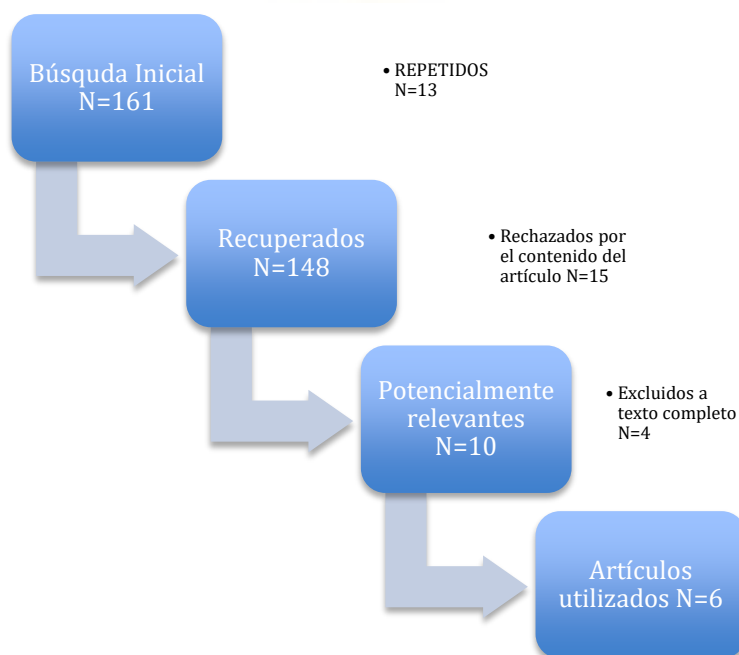 Búsquda Inicial
N=161
• REPETIDOS
N=13
Recuperados
N=148
• Rechazados por
el contenido del
artículo N=15
Potencialmente
relevantes
N=10
• Excluidos a
texto completo
N=4
Artículos
utilizados N=6